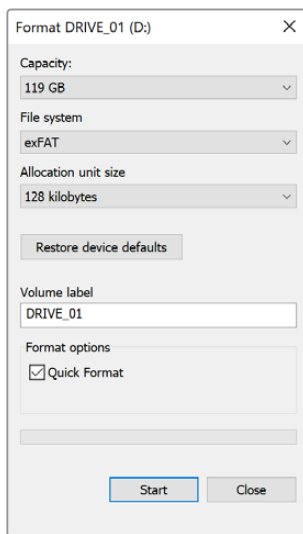 Format DRIVE_01 (D:)
Capacity:
119 GB
File system
exFAT
Allocation unit size
128 kilobytes
Restore device defaults
Volume label
DRIVE_01
Format options
Quick Format
Start Close